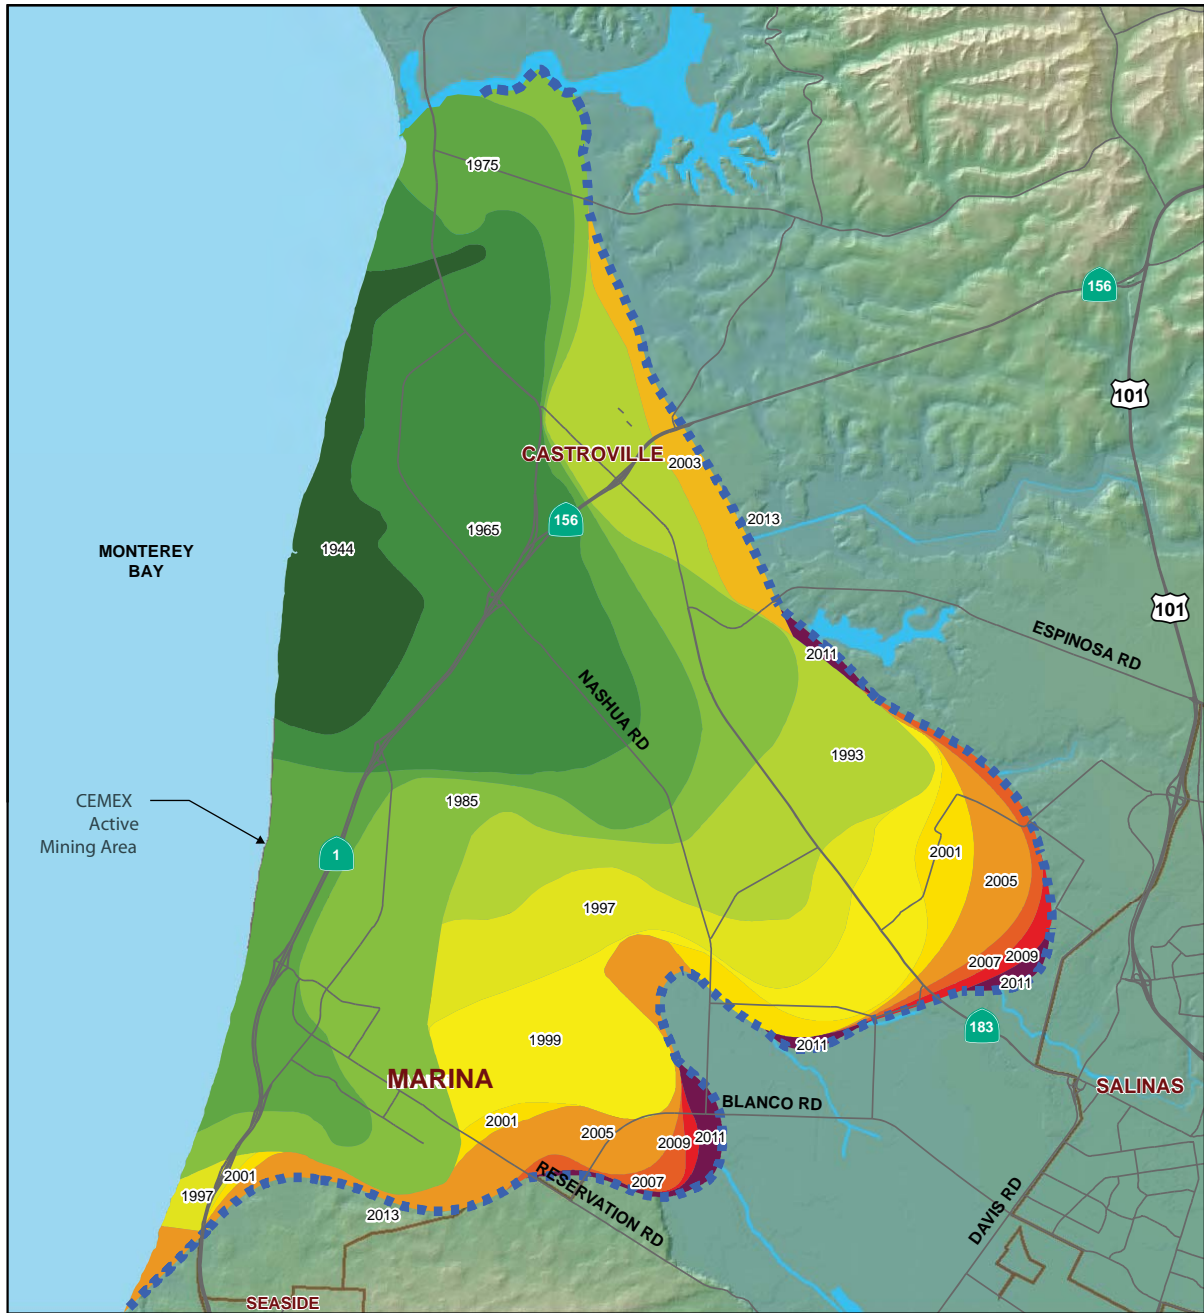 1975
156
101
CASTROVILLE
2003
156
2013
1965
1944
MONTEREY
BAY
101
ESPINOSA RD
2011
NASHUA RD
1993
1985
CEMEX
Active
Mining Area
1
2001
2005
1997
2007
2009
2011
183
1999
2011
MARINA
SALINAS
BLANCO RD
2001
2005
2009
2011
2007
2001
1997
2013
RESERVATION RD
DAVIS RD
SEASIDE